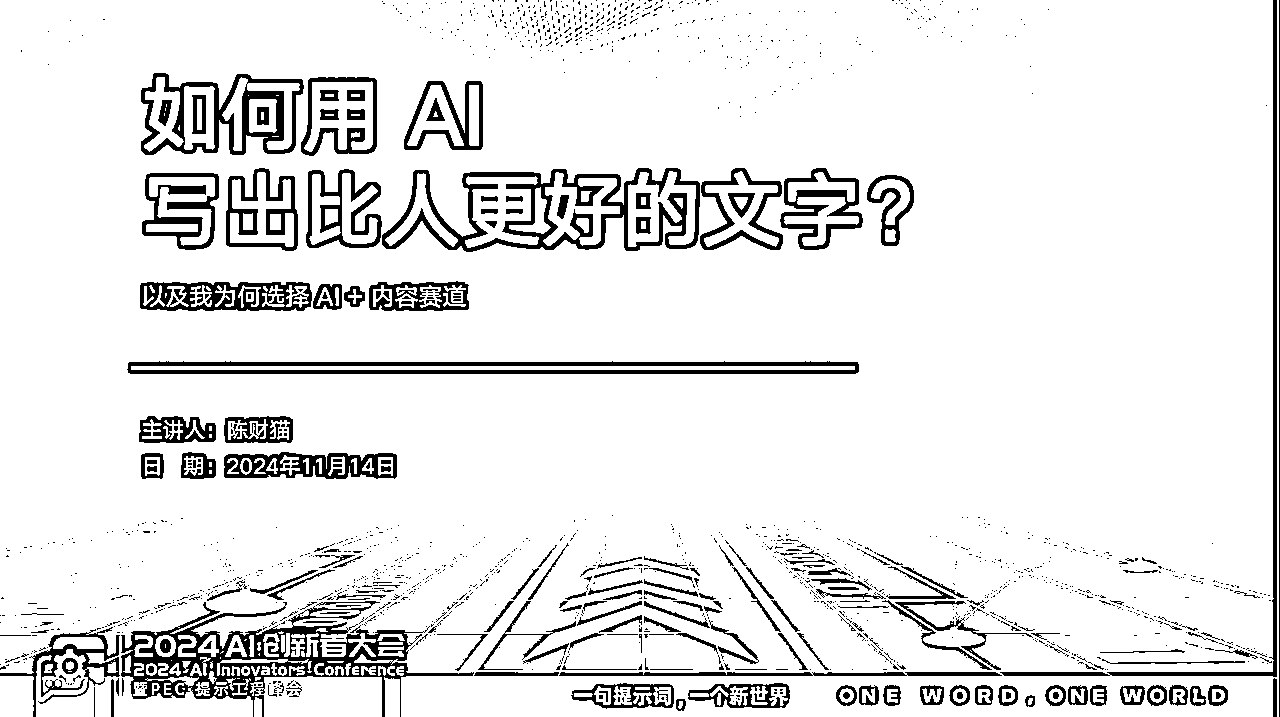 如何用 AI
写出比人更好的文字?
以及我为何选择 AI + 内容赛道
主讲人: 陈财猫
日 期: 2024年11月14日
2024 AI 创新者大会
2024 AI Innovators Conference
暨PEC·提示工程峰会
一句提示词,一个新世界
ONE WORD, ONE WORLD